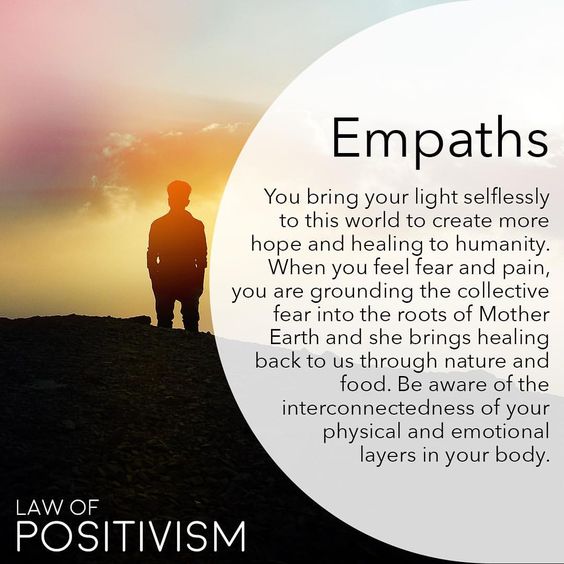 Empaths
You bring your light selflessly
to this world to create more
hope and healing to humanity.
When you feel fear and pain,
you are grounding the collective
fear into the roots of Mother
Earth and she brings healing
back to us through nature and
food. Be aware of the
interconnectedness of your
physical and emotional
layers in your body.
LAW OF
POSITIVISM